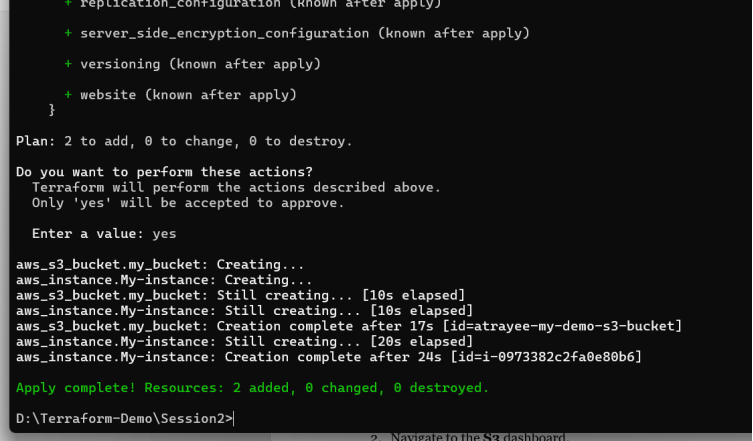 + replication_configuration (known after apply)
+ server_side_encryption_configuration (known after apply)
+ versioning (known after apply)
+ website (known after apply)
}
Plan: 2 to add, 0 to change, 0 to destroy.
Do you want to perform these actions?
Terraform will perform the actions described above.
Only 'yes' will be accepted to approve.
Enter a value: yes
aws_s3_bucket.my_bucket: Creating...
aws_instance.My-instance: Creating...
aws_s3_bucket.my_bucket: Still creating... [10s elapsed]
aws_instance.My-instance: Still creating... [10s elapsed]
aws_s3_bucket.my_bucket: Creation complete after 17s [id=atrayee-my-demo-s3-bucket]
aws_instance.My-instance: Still creating... [20s elapsed]
aws_instance.My-instance: Creation complete after 24s [id=i-0973382c2fa0e80b6]
Apply complete! Resources: 2 added, 0 changed, 0 destroyed.
D:\Terraform-Demo\Session2>
2. Navigate to the S3 dashboard.